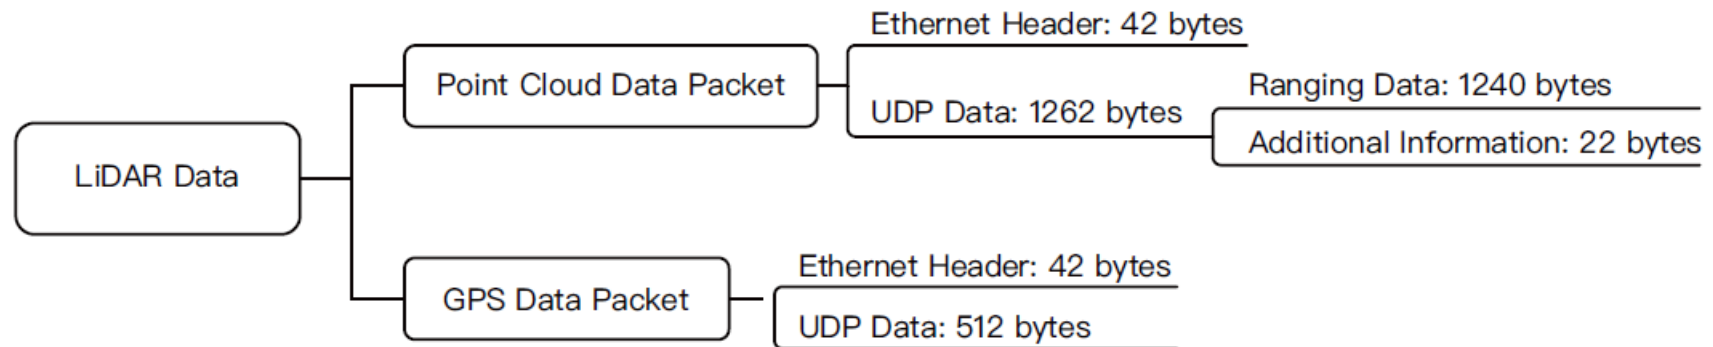 LiDAR Data
Point Cloud Data Packet
Ethernet Header: 42 bytes
UDP Data: 1262 bytes
Ranging Data: 1240 bytes
Additional Information: 22 bytes
GPS Data Packet
Ethernet Header: 42 bytes
UDP Data: 512 bytes